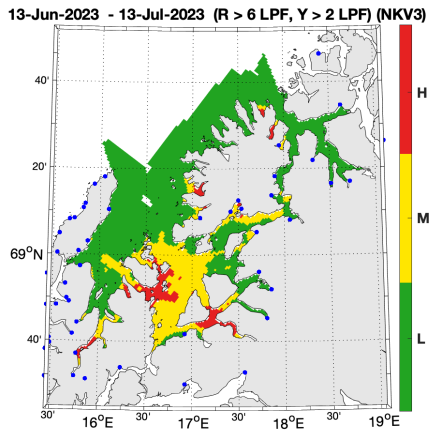 13-Jun-2023 - 13-Jul-2023 (R > 6 LPF, Y > 2 LPF) (NKV3)
40'
20'
69°N
40'
30'
16°E
30'
17°E
30'
18°E
30'
19°E
H
M
L